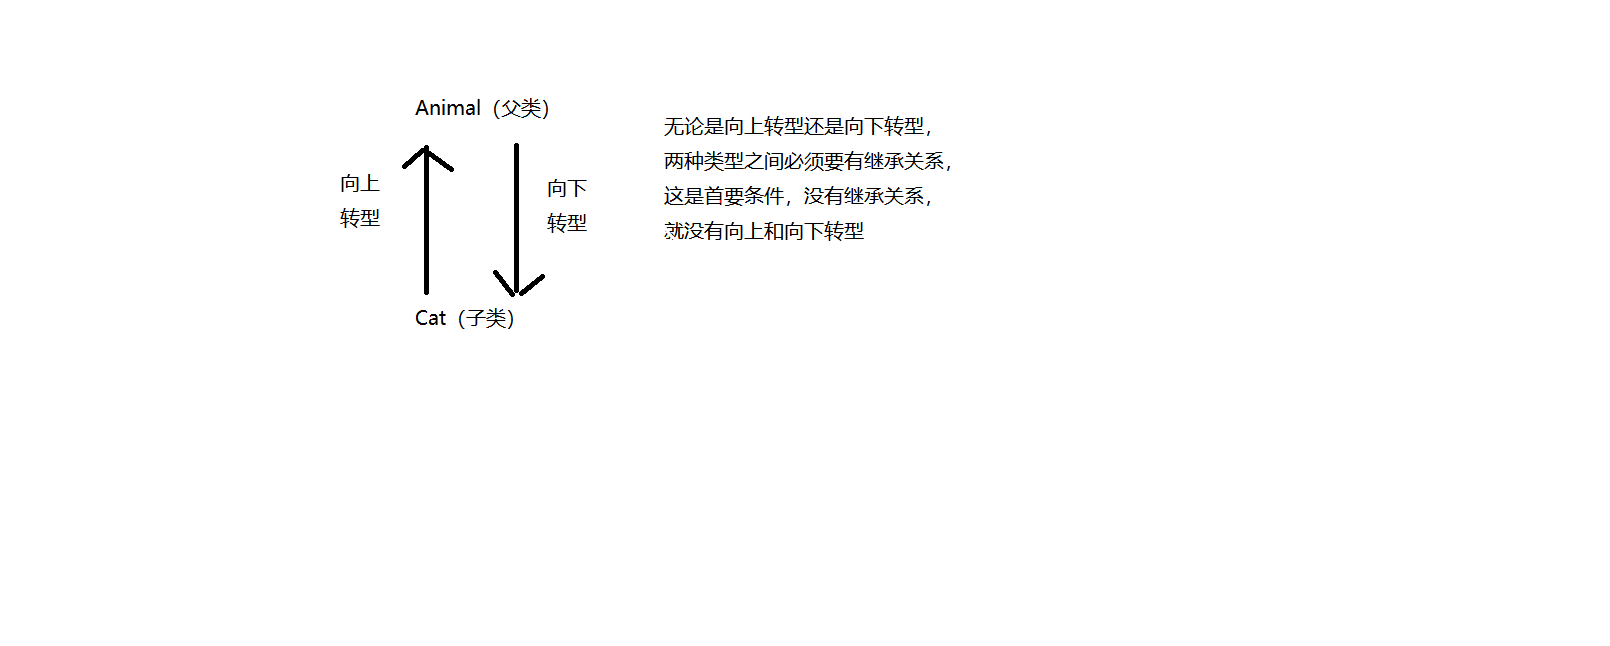 Animal（父类）
向上
转型
向下
转型
Cat（子类）
无论是向上转型还是向下转型，
两种类型之间必须要有继承关系，
这是首要条件，没有继承关系，
就没有向上和向下转型